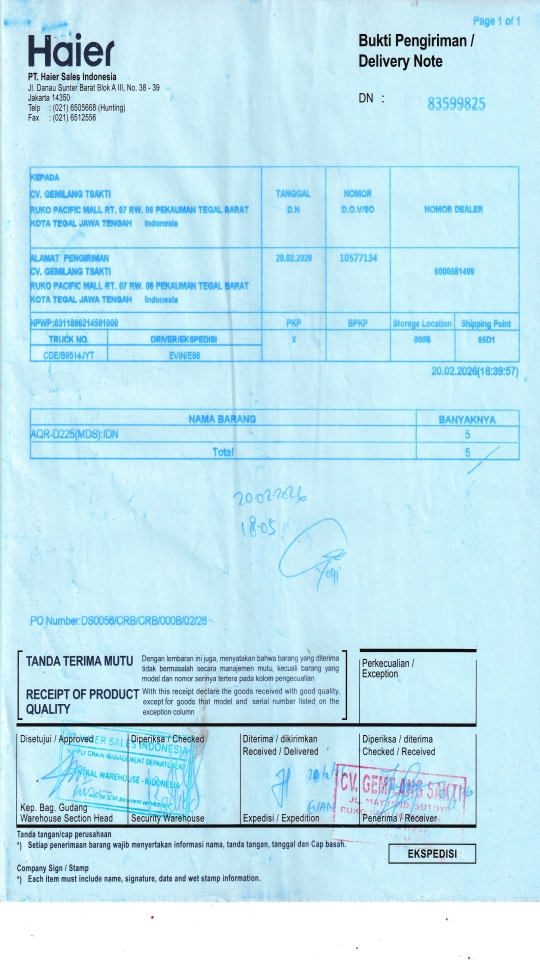 Page 1 of 1
Haier
Bukti Pengiriman /
Delivery Note
PT. Haier Sales Indonesia
Jl. Danau Sunter Barat Blok A III, No. 38 - 39
Jakarta 14350
Telp : (021) 6505668 (Hunting)
Fax : (021) 6512556
DN : 83599825
KEPADA
CV. GEMILANG TSAKTI
RUKO PACIFIC MALL RT. 07 RW. 06 PEKAUMAN TEGAL BARAT
KOTA TEGAL JAWA TENGAH Indonesia
TANGGAL D.N
NOMOR D.O.V/SO
NOMOR DEALER
ALAMAT PENGIRIMAN
CV. GEMILANG TSAKTI
RUKO PACIFIC MALL RT. 07 RW. 06 PEKAUMAN TEGAL BARAT
KOTA TEGAL JAWA TENGAH Indonesia
20.02.2026
10577134
NPWP:0311890214501000
PKP
BPKP
Storage Location
Shipping Point
TRUCK NO.
DRIVER/EKSPEDISI
X
000B
65D1
20.02.2026(18:39:57)
NAMA BARANG
BANYAKNYA
AQR-D225(MDS):IDN
5
Total
5
20-02-2026
18-05
Yogi
PO Number:DS0056/CRB/CRB/000B/02/26
TANDA TERIMA MUTU
Dengan lembaran ini juga, menyatakan bahwa barang yang diterima
tidak bermasalah secara manajemen mutu, kecuali barang yang
model dan nomor serinya tertera pada kolom pengecualian
RECEIPT OF PRODUCT
QUALITY
With this receipt declare the goods received with good quality,
except for goods that model and serial number listed on the
exception column
Perkecualian /
Exception
Disetujui / Approved
Diperiksa / Checked
Diterima / dikirimkan
Received / Delivered
Diperiksa / diterima
Checked / Received
HAIER SALES INDONESIA
SUPPLY CHAIN MANAGEMENT DEPARTEMENT
CENTRAL WAREHOUSE - INDONESIA
CV. GEMILANG SAKTI
Kep. Bag. Gudang
Warehouse Section Head
Security Warehouse
Expedisi / Expedition
Penerima / Receiver
Tanda tangan/cap perusahaan
*) Setiap penerimaan barang wajib menyertakan informasi nama, tanda tangan, tanggal dan Cap basah.
EKSPEDISI
Company Sign / Stamp
*) Each item must include name, signature, date and wet stamp information.